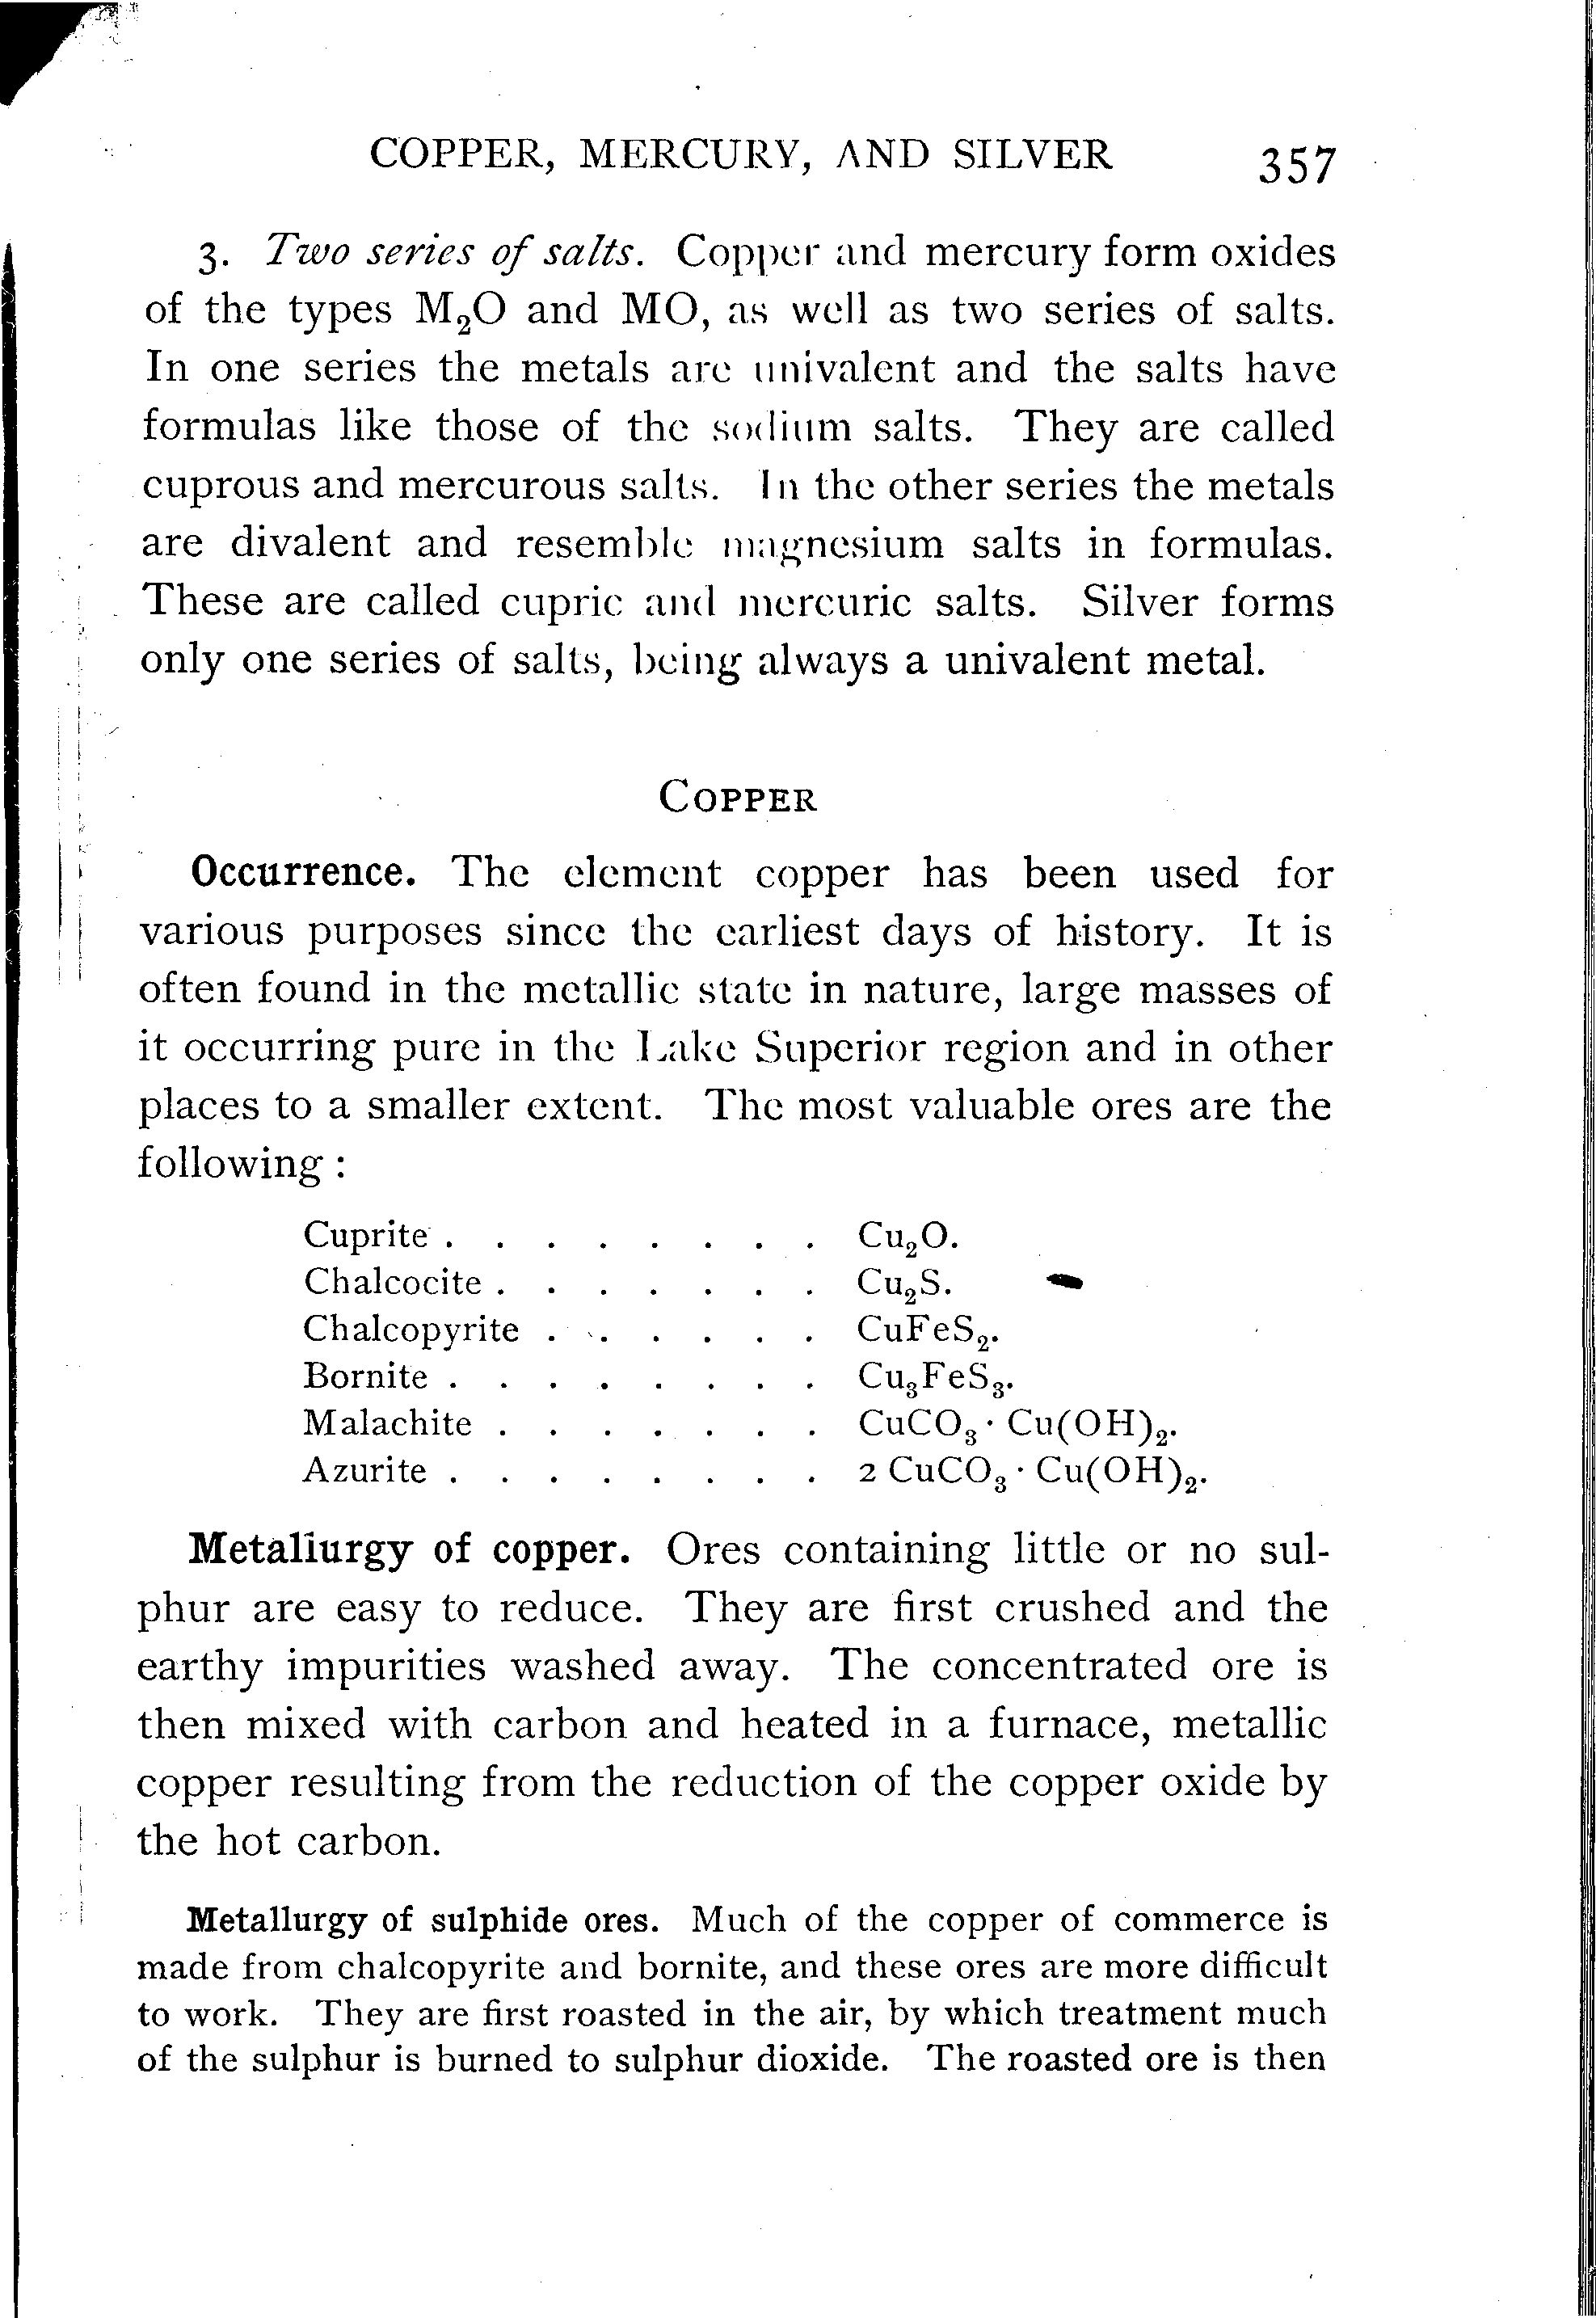 COPPER, MERCURY, AND SILVER 357
3. Two series of salts. Copper and mercury form oxides
of the types M₂O and MO, as well as two series of salts.
In one series the metals are univalent and the salts have
formulas like those of the sodium salts. They are called
cuprous and mercurous salts. In the other series the metals
are divalent and resemble magnesium salts in formulas.
These are called cupric and mercuric salts. Silver forms
only one series of salts, being always a univalent metal.
COPPER
Occurrence. The element copper has been used for
various purposes since the earliest days of history. It is
often found in the metallic state in nature, large masses of
it occurring pure in the Lake Superior region and in other
places to a smaller extent. The most valuable ores are the
following :
Cuprite . . . . . . . . Cu₂O.
Chalcocite . . . . . . . Cu₂S.
Chalcopyrite . . . . . . CuFeS₂.
Bornite . . . . . . . . Cu₃FeS₃.
Malachite . . . . . . . CuCO₃ · Cu(OH)₂.
Azurite . . . . . . . . 2 CuCO₃ · Cu(OH)₂.
Metallurgy of copper. Ores containing little or no sul-
phur are easy to reduce. They are first crushed and the
earthy impurities washed away. The concentrated ore is
then mixed with carbon and heated in a furnace, metallic
copper resulting from the reduction of the copper oxide by
the hot carbon.
Metallurgy of sulphide ores. Much of the copper of commerce is
made from chalcopyrite and bornite, and these ores are more difficult
to work. They are first roasted in the air, by which treatment much
of the sulphur is burned to sulphur dioxide. The roasted ore is then